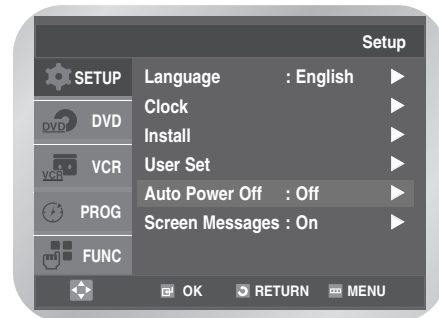 Setup
SETUP
DVD DVD
VCR VCR
PROG
FUNC
Language : English
Clock
Install
User Set
Auto Power Off : Off
Screen Messages : On
OK RETURN MENU